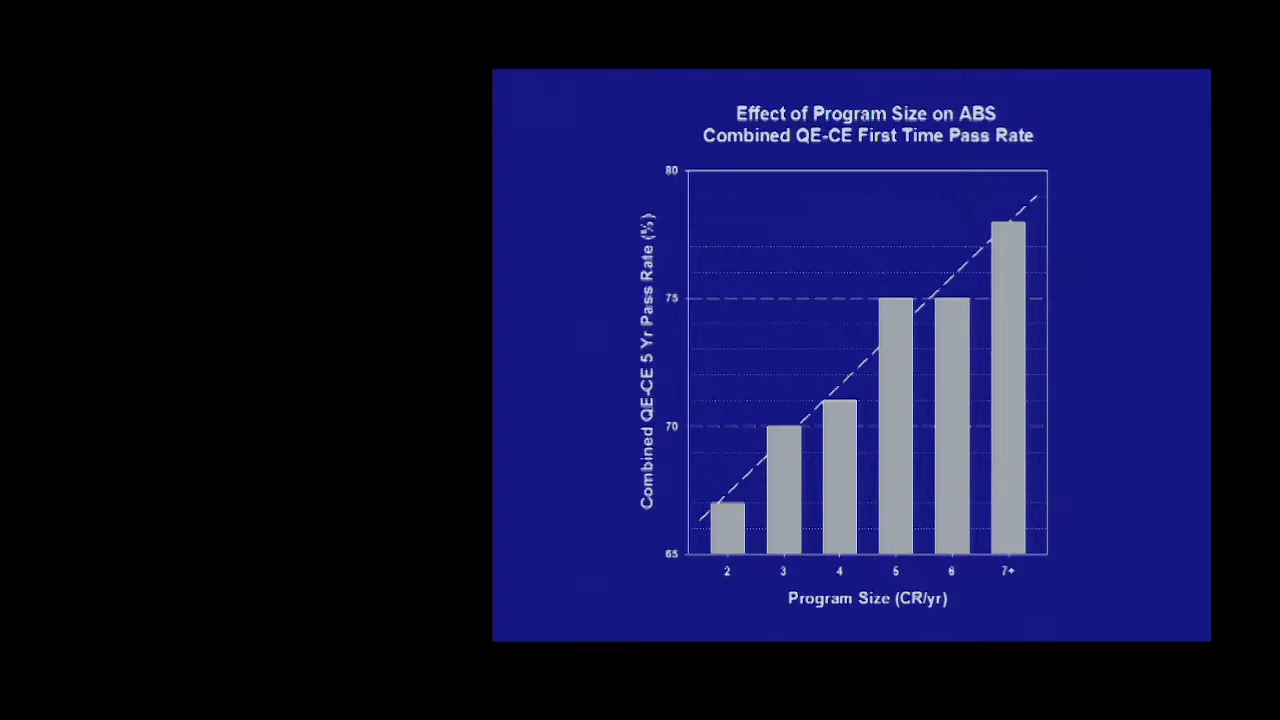 Effect of Program Size on ABS
Combined QE-CE First Time Pass Rate
Combined QE-CE 5 Yr Pass Rate (%)
80
75
70
65
2 3 4 5 6 7+
Program Size (CR/yr)